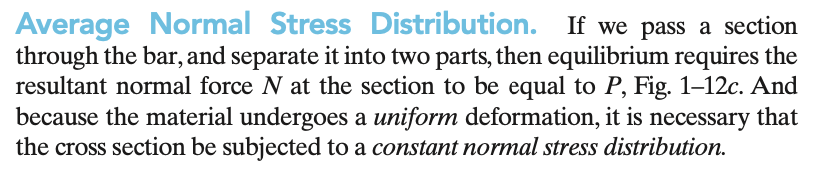 Average Normal Stress Distribution. If we pass a section
through the bar, and separate it into two parts, then equilibrium requires the
resultant normal force N at the section to be equal to P, Fig. 1–12c. And
because the material undergoes a uniform deformation, it is necessary that
the cross section be subjected to a constant normal stress distribution.